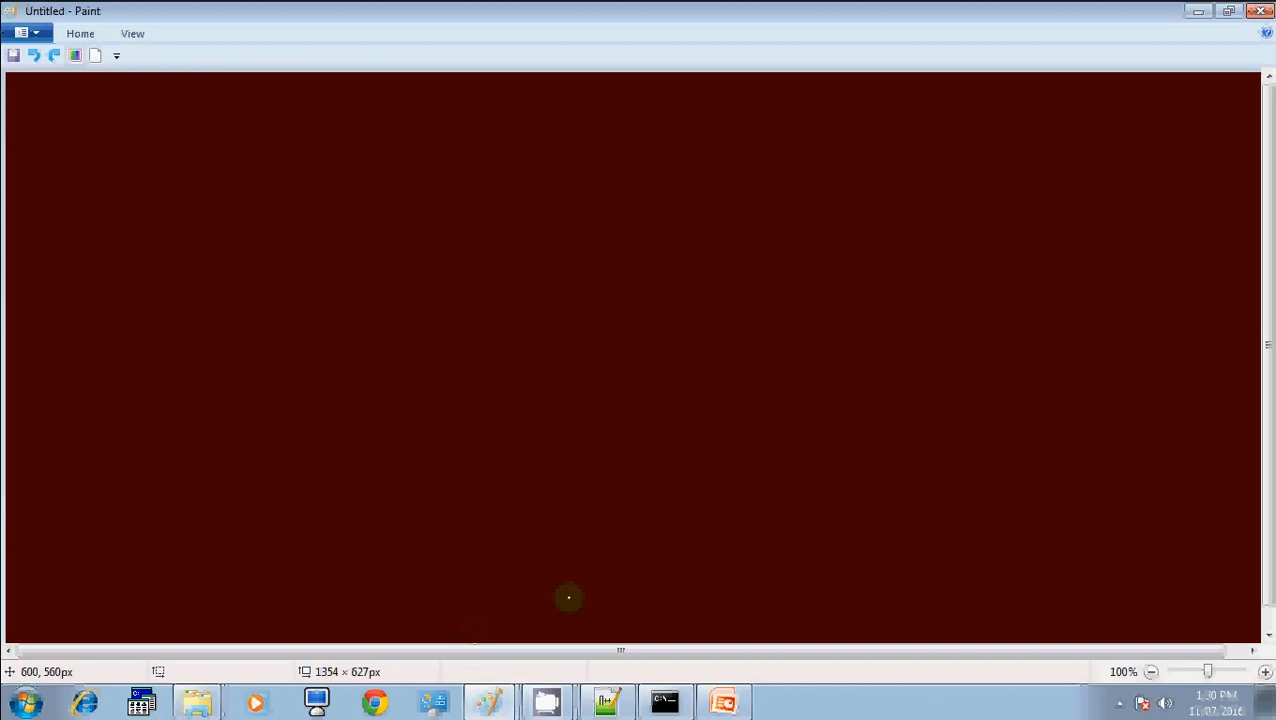 Untitled - Paint
Home View
600, 560px 1354 × 627px 100%
1:30 PM